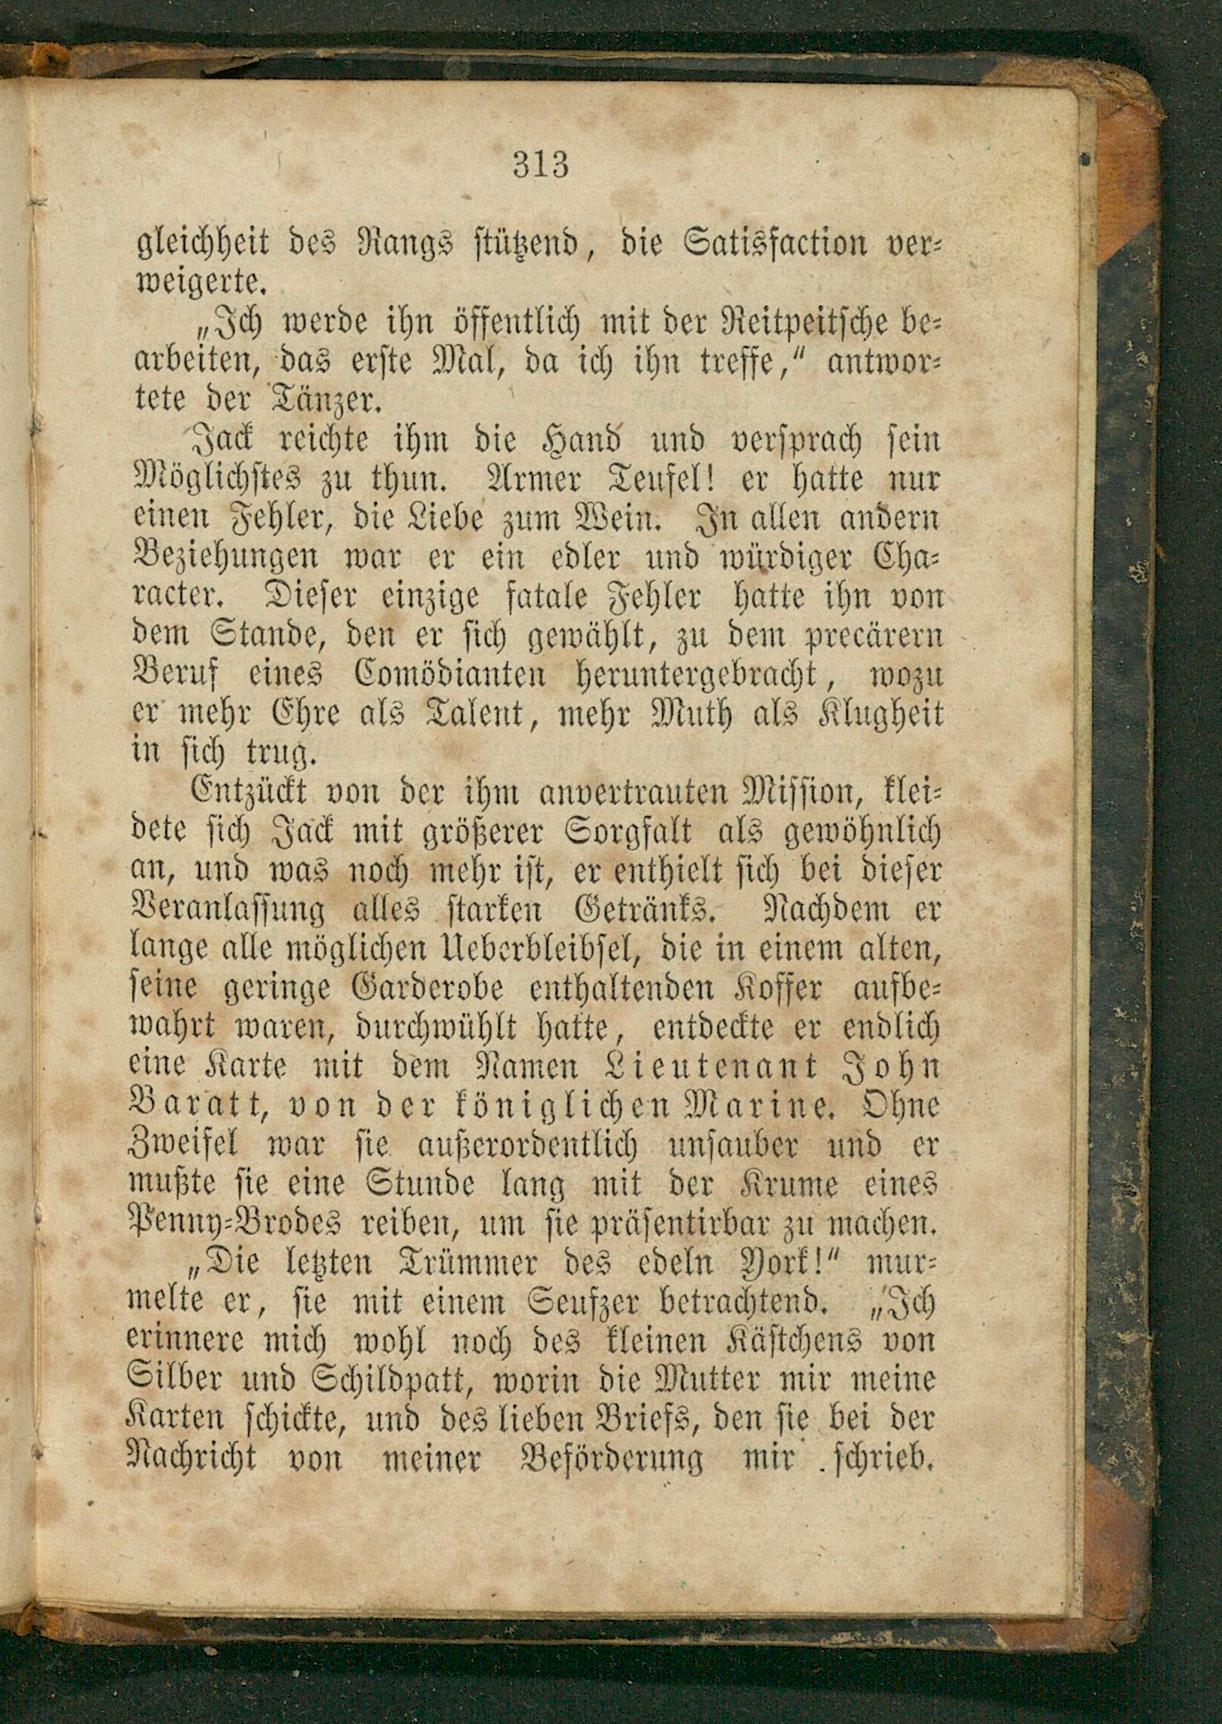 313
gleichheit des Rangs stützend, die Satisfaction ver-
weigerte.
„Ich werde ihn öffentlich mit der Reitpeitsche be-
arbeiten, das erste Mal, da ich ihn treffe,“ antwor-
tete der Tänzer.
Jack reichte ihm die Hand und versprach sein
Möglichstes zu thun. Armer Teufel! er hatte nur
einen Fehler, die Liebe zum Wein. In allen andern
Beziehungen war er ein edler und würdiger Cha-
racter. Dieser einzige fatale Fehler hatte ihn von
dem Stande, den er sich gewählt, zu dem precärern
Beruf eines Comödianten heruntergebracht, wozu
er mehr Ehre als Talent, mehr Muth als Klugheit
in sich trug.
Entzückt von der ihm anvertrauten Mission, klei-
dete sich Jack mit größerer Sorgfalt als gewöhnlich
an, und was noch mehr ist, er enthielt sich bei dieser
Veranlassung alles starken Getränks. Nachdem er
lange alle möglichen Ueberbleibsel, die in einem alten,
seine geringe Garderobe enthaltenden Koffer aufbe-
wahrt waren, durchwühlt hatte, entdeckte er endlich
eine Karte mit dem Namen Lieutenant John
Baratt, von der königlichen Marine. Ohne
Zweifel war sie außerordentlich unsauber und er
mußte sie eine Stunde lang mit der Krume eines
Penny-Brodes reiben, um sie präsentirbar zu machen.
„Die letzten Trümmer des edeln York!“ mur-
melte er, sie mit einem Seufzer betrachtend. „Ich
erinnere mich wohl noch des kleinen Kästchens von
Silber und Schildpatt, worin die Mutter mir meine
Karten schickte, und des lieben Briefs, den sie bei der
Nachricht von meiner Beförderung mir schrieb.